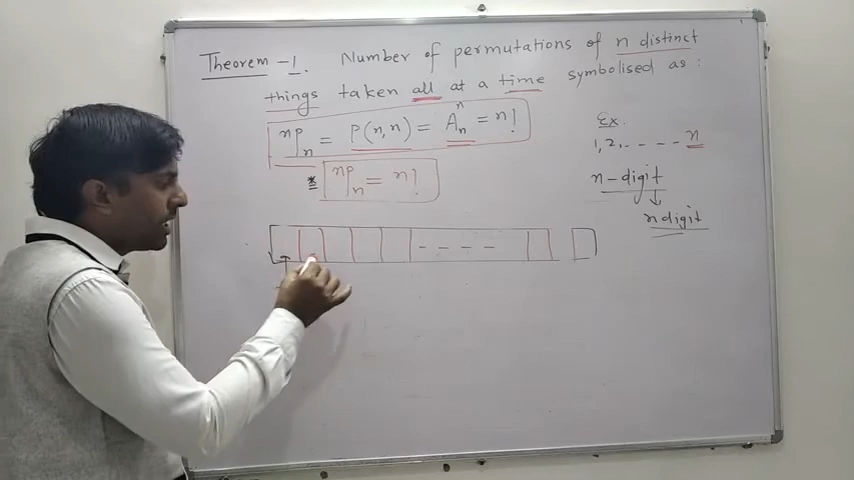 Theorem - 1. Number of permutations of n distinct
things taken all at a time symbolised as :
nPn = P(n,n) = Aⁿn = n!
* nPn = n!
Ex.
1, 2, - - - - n
n - digit
n digit
- - - -